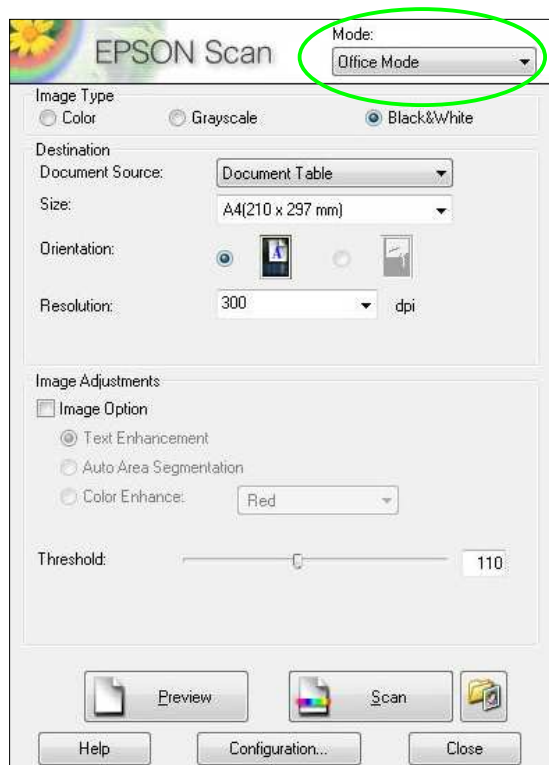 EPSON Scan
Mode:
Office Mode
Image Type
Color Grayscale Black&White
Destination
Document Source: Document Table
Size: A4(210 x 297 mm)
Orientation:
A
Resolution: 300 dpi
Image Adjustments
Image Option
Text Enhancement
Auto Area Segmentation
Color Enhance: Red
Threshold: 110
Preview Scan
Help Configuration... Close